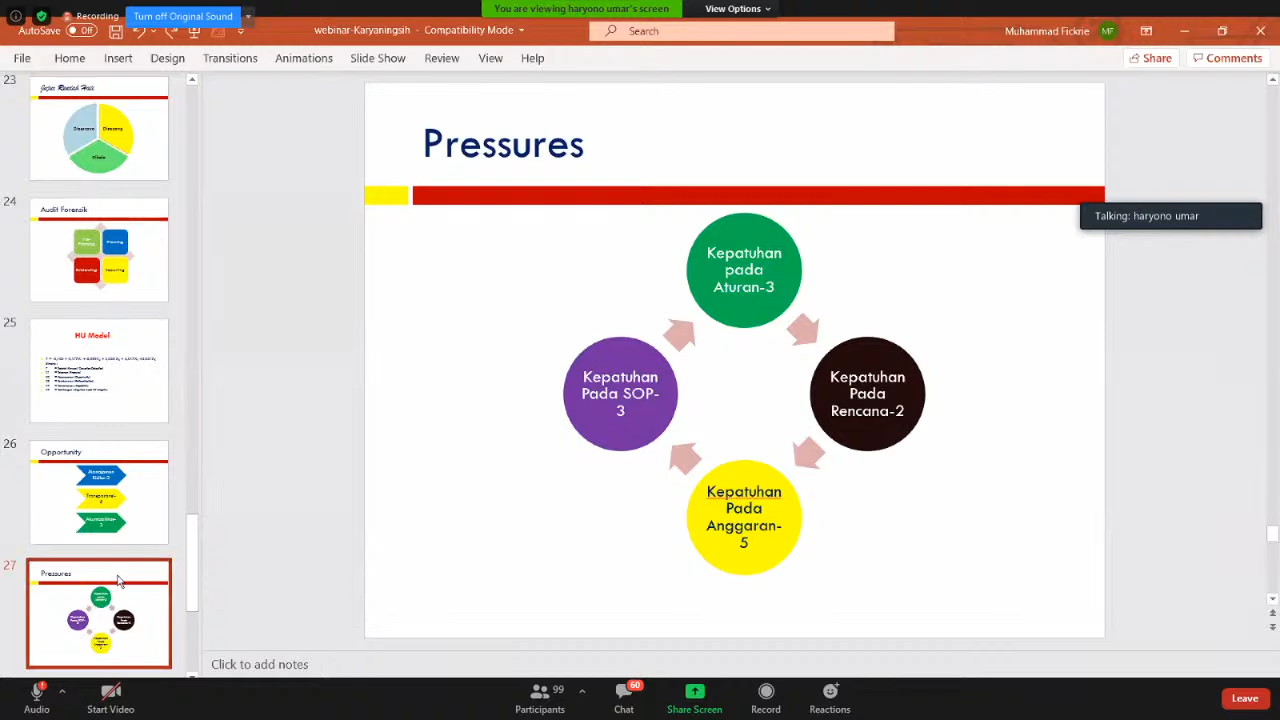 You are viewing haryono umar's screen
View Options
Recording
Turn off Original Sound
AutoSave
Off
webinar-Karyaningsih - Compatibility Mode
Search
Muhammad Fickrie
MF
File
Home
Insert
Design
Transitions
Animations
Slide Show
Review
View
Help
Share
Comments
23
24
Audit Forensik
25
HU Model
26
Opportunity
27
Pressures
Pressures
Kepatuhan
pada
Aturan-3
Kepatuhan
Pada
Rencana-2
Kepatuhan
Pada
Anggaran-
5
Kepatuhan
Pada SOP-
3
Talking: haryono umar
Click to add notes
Audio
Start Video
99
Participants
60
Chat
Share Screen
Record
Reactions
Leave